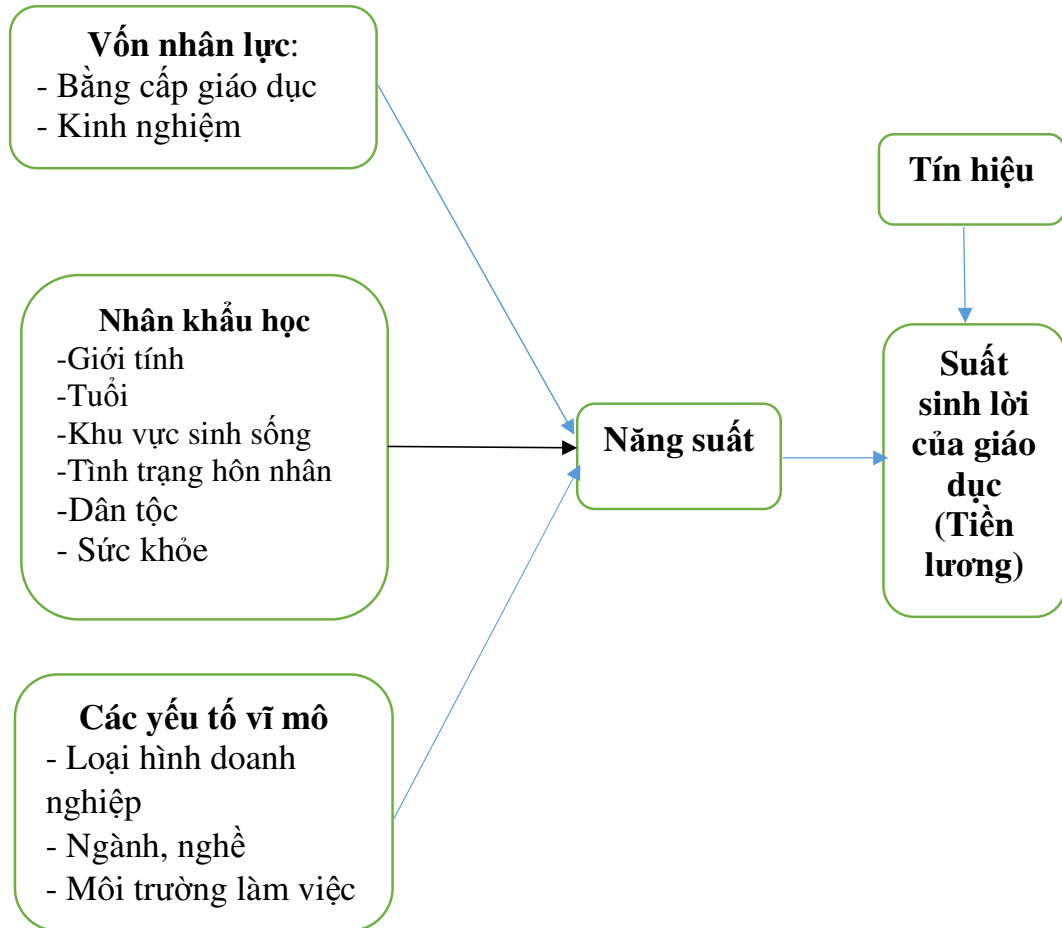 Vốn nhân lực:
- Bằng cấp giáo dục
- Kinh nghiệm
Tín hiệu
Nhân khẩu học
-Giới tính
-Tuổi
-Khu vực sinh sống
-Tình trạng hôn nhân
-Dân tộc
- Sức khỏe
Năng suất
Suất
sinh lời
của giáo
dục
(Tiền
lương)
Các yếu tố vĩ mô
- Loại hình doanh
nghiệp
- Ngành, nghề
- Môi trường làm việc